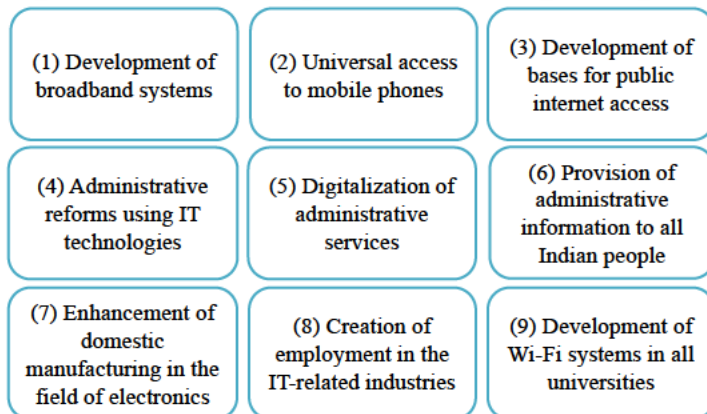 (1) Development of
broadband systems
(2) Universal access
to mobile phones
(3) Development of
bases for public
internet access
(4) Administrative
reforms using IT
technologies
(5) Digitalization of
administrative
services
(6) Provision of
administrative
information to all
Indian people
(7) Enhancement of
domestic
manufacturing in the
field of electronics
(8) Creation of
employment in the
IT-related industries
(9) Development of
Wi-Fi systems in all
universities